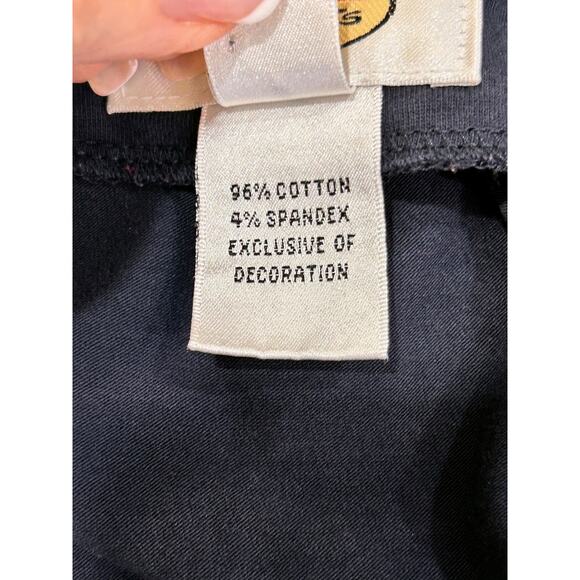 96% COTTON
4% SPANDEX
EXCLUSIVE OF
DECORATION